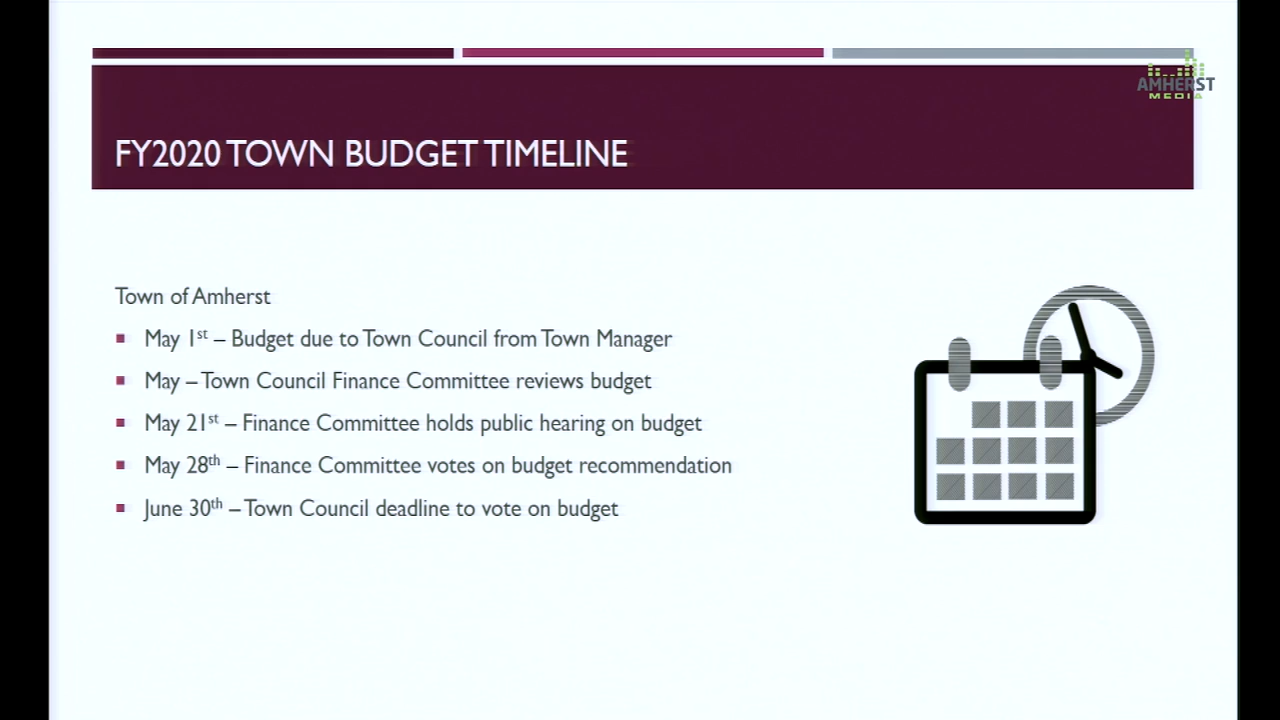 AMHERST
MEDIA
FY2020 TOWN BUDGET TIMELINE
Town of Amherst
▪ May 1st – Budget due to Town Council from Town Manager
▪ May – Town Council Finance Committee reviews budget
▪ May 21st – Finance Committee holds public hearing on budget
▪ May 28th – Finance Committee votes on budget recommendation
▪ June 30th – Town Council deadline to vote on budget